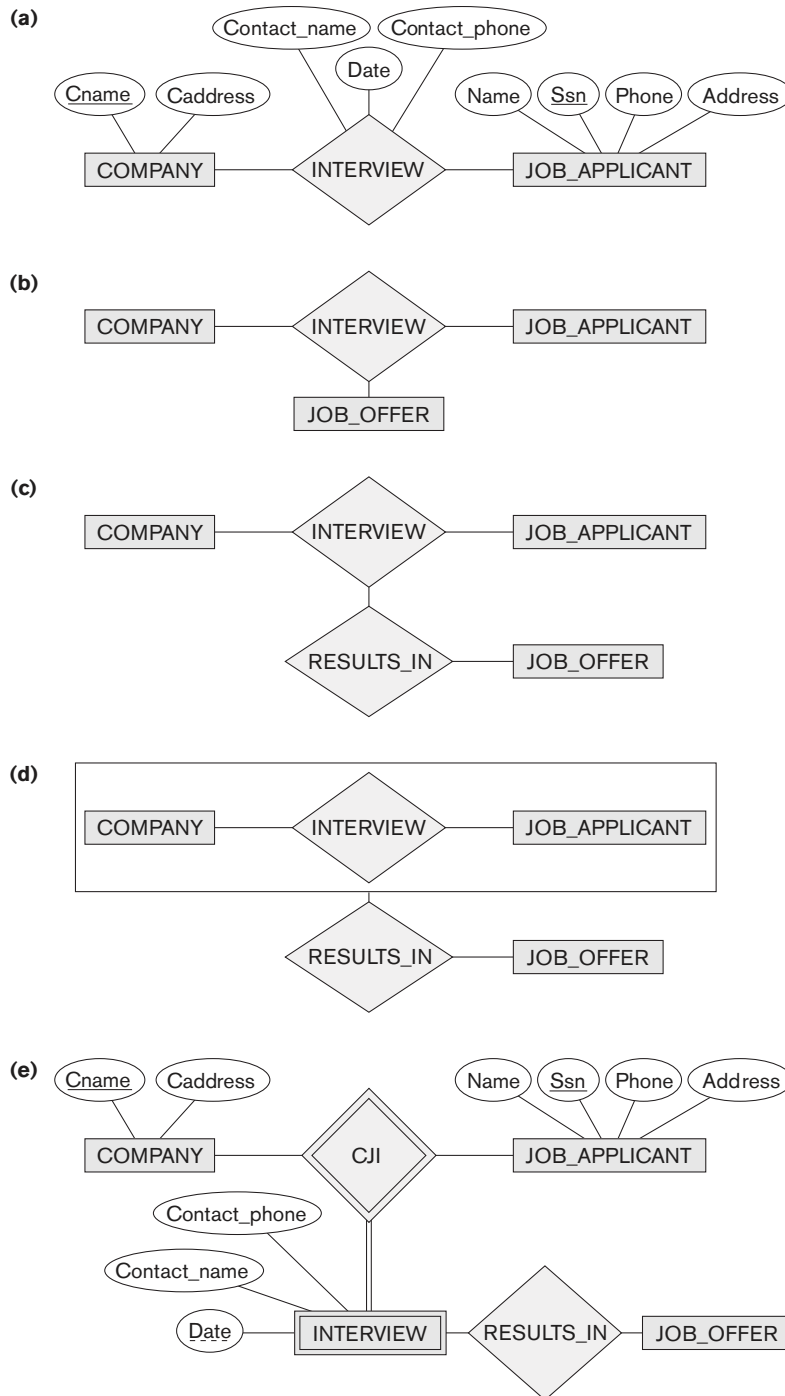 (a)
Contact_name Contact_phone
Date
Cname Caddress Name Ssn Phone Address
COMPANY INTERVIEW JOB_APPLICANT
(b)
COMPANY INTERVIEW JOB_APPLICANT
JOB_OFFER
(c)
COMPANY INTERVIEW JOB_APPLICANT
RESULTS_IN JOB_OFFER
(d)
COMPANY INTERVIEW JOB_APPLICANT
RESULTS_IN JOB_OFFER
(e)
Cname Caddress Name Ssn Phone Address
COMPANY CJI JOB_APPLICANT
Contact_phone
Contact_name
Date INTERVIEW RESULTS_IN JOB_OFFER